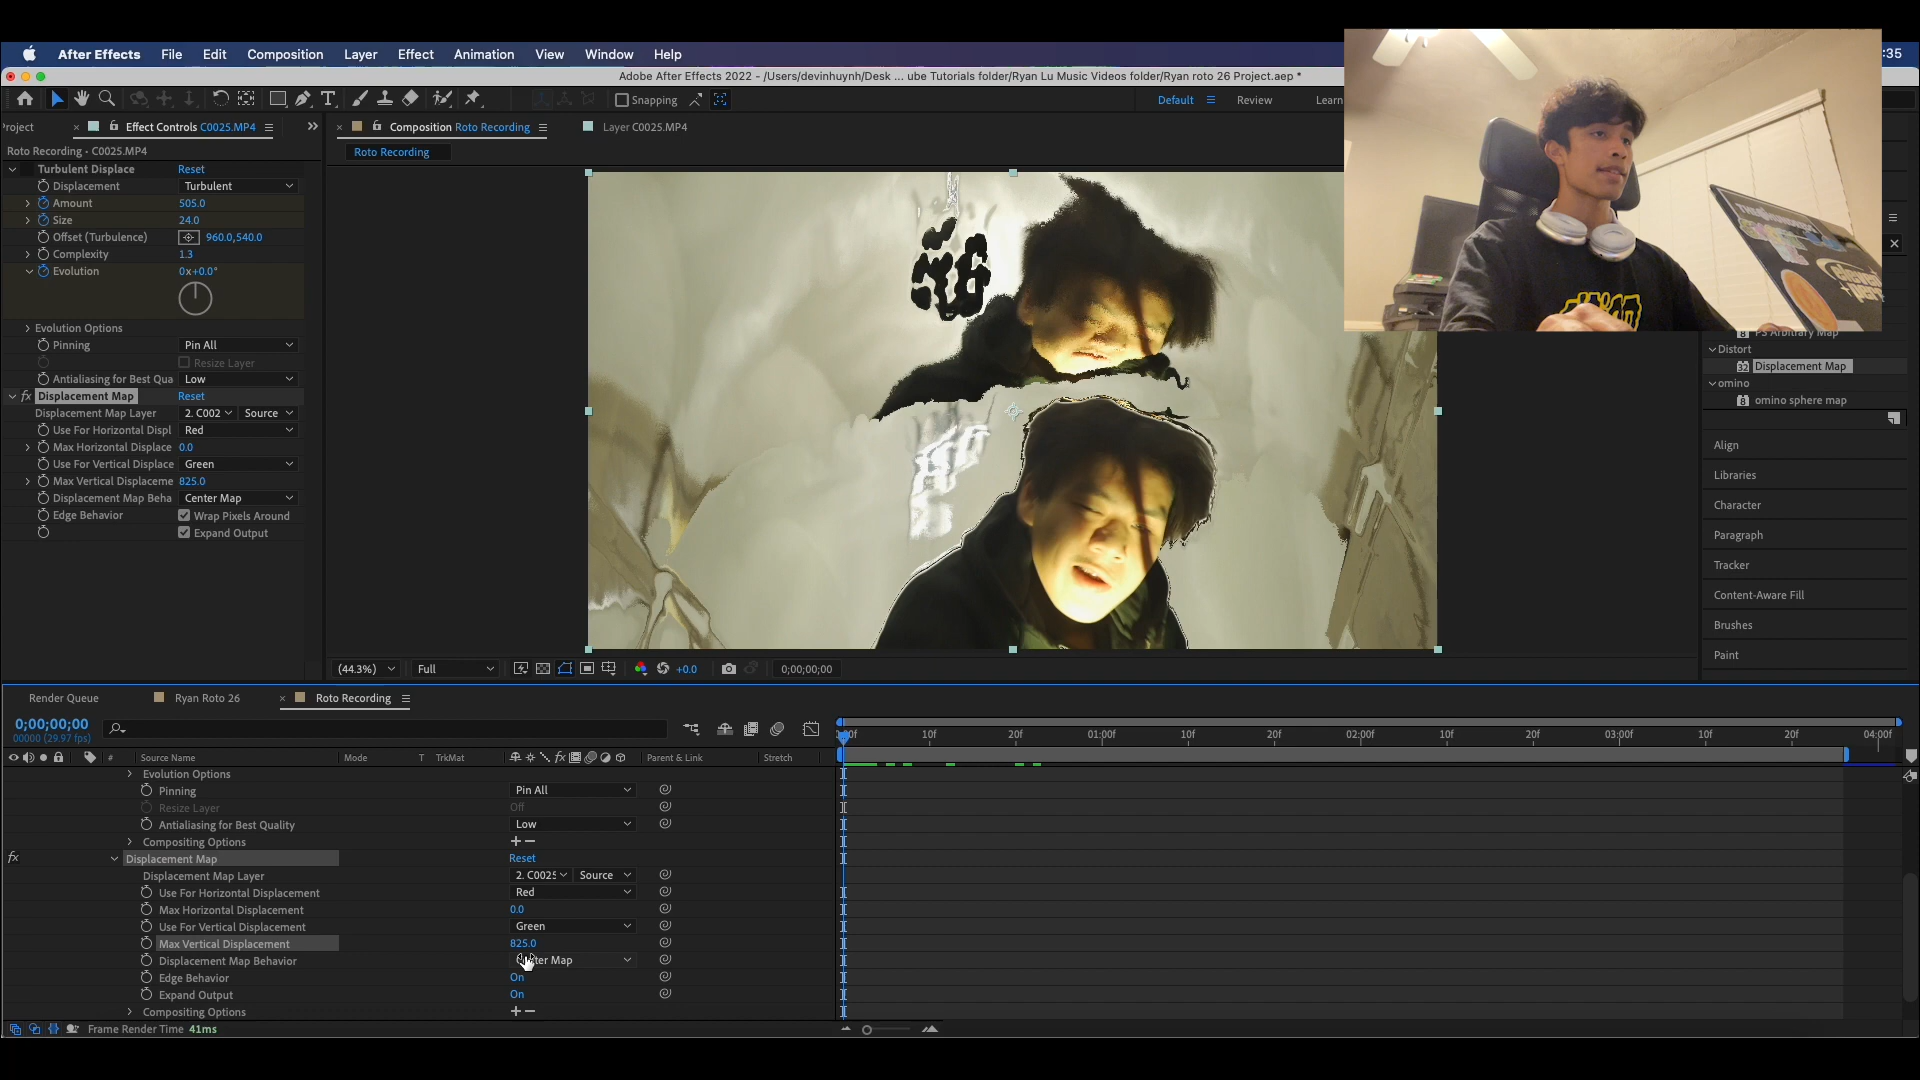 After Effects File Edit Composition Layer Effect Animation View Window Help
:35
Adobe After Effects 2022 - /Users/devinhuynh/Desk ... ube Tutorials folder/Ryan Lu Music Videos folder/Ryan roto 26 Project.aep *
Snapping
Default
Review
Learn
Project
Effect Controls C0025.MP4
Composition Roto Recording
Layer C0025.MP4
Roto Recording • C0025.MP4
Roto Recording
Turbulent Displace Reset
Displacement Turbulent
Amount 505.0
Size 24.0
Offset (Turbulence) 960.0,540.0
Complexity 1.3
Evolution 0x+0.0°
Evolution Options
Pinning Pin All
Resize Layer
Antialiasing for Best Qua Low
fx Displacement Map Reset
Displacement Map Layer 2. C002 Source
Use For Horizontal Displ Red
Max Horizontal Displace 0.0
Use For Vertical Displace Green
Max Vertical Displaceme 825.0
Displacement Map Beha Center Map
Edge Behavior Wrap Pixels Around
Expand Output
PS Arbitrary Map
Distort
Displacement Map
omino
omino sphere map
Align
Libraries
Character
Paragraph
Tracker
Content-Aware Fill
Brushes
Paint
(44.3%) Full +0.0 0;00;00;00
Render Queue
Ryan Roto 26
Roto Recording
0;00;00;00
00000 (29.97 fps)
10f 20f 01:00f 10f 20f 02:00f 10f 20f 03:00f 10f 20f 04:00f
# Source Name Mode T TrkMat fx Parent & Link Stretch
Evolution Options
Pinning Pin All
Resize Layer Off
Antialiasing for Best Quality Low
Compositing Options
fx Displacement Map Reset
Displacement Map Layer 2. C0025 Source
Use For Horizontal Displacement Red
Max Horizontal Displacement 0.0
Use For Vertical Displacement Green
Max Vertical Displacement 825.0
Displacement Map Behavior Map
Edge Behavior On
Expand Output On
Compositing Options
Frame Render Time 41ms